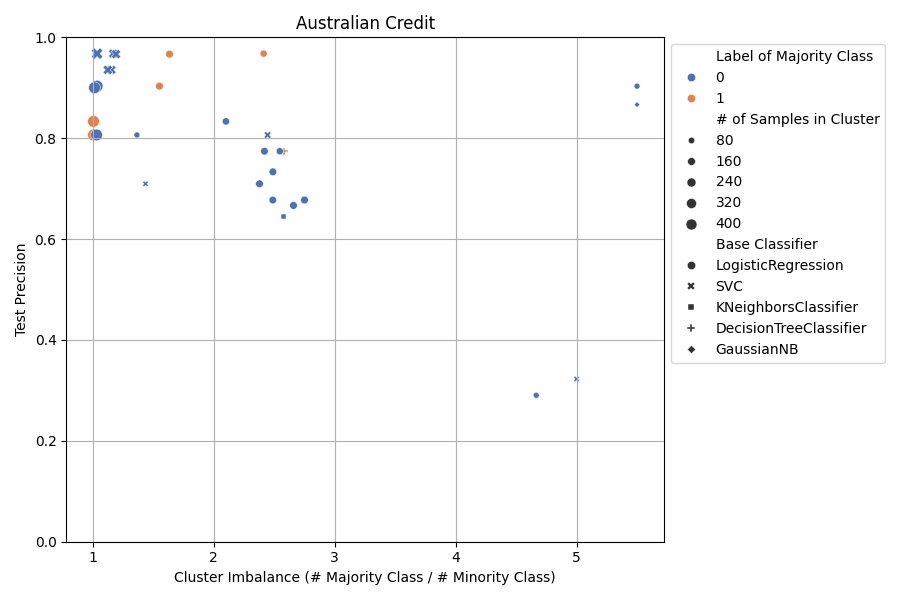 Australian Credit
1.0
0.8
0.6
0.4
0.2
0.0
Test Precision
1
2
3
4
5
Cluster Imbalance (# Majority Class / # Minority Class)
Label of Majority Class
0
1
# of Samples in Cluster
80
160
240
320
400
Base Classifier
LogisticRegression
SVC
KNeighborsClassifier
DecisionTreeClassifier
GaussianNB